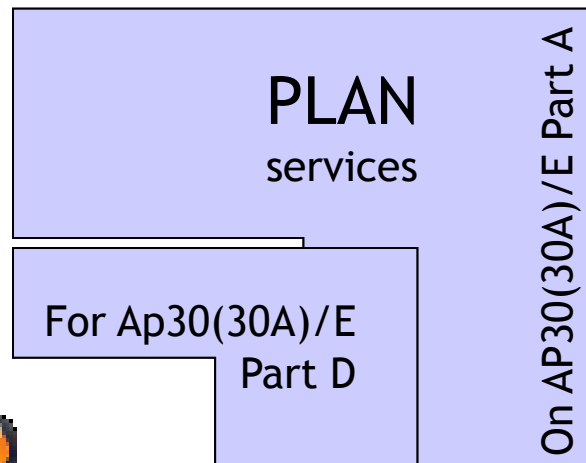 PLAN
services
For Ap30(30A)/E
Part D
On AP30(30A)/E Part A